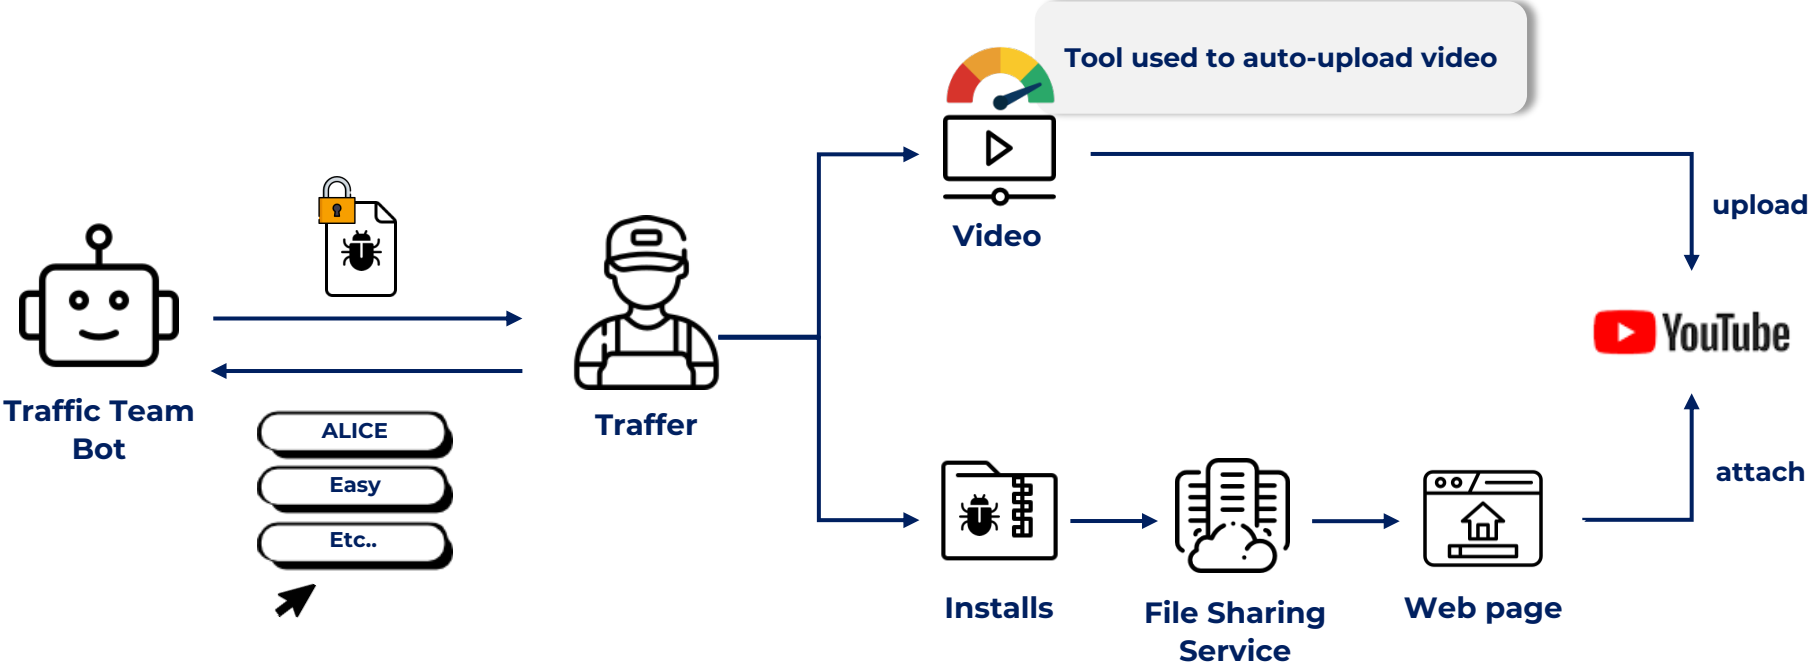 Tool used to auto-upload video
upload
Video
YouTube
Traffic Team
Bot
Traffer
ALICE
Easy
Etc..
attach
Installs
File Sharing
Service
Web page